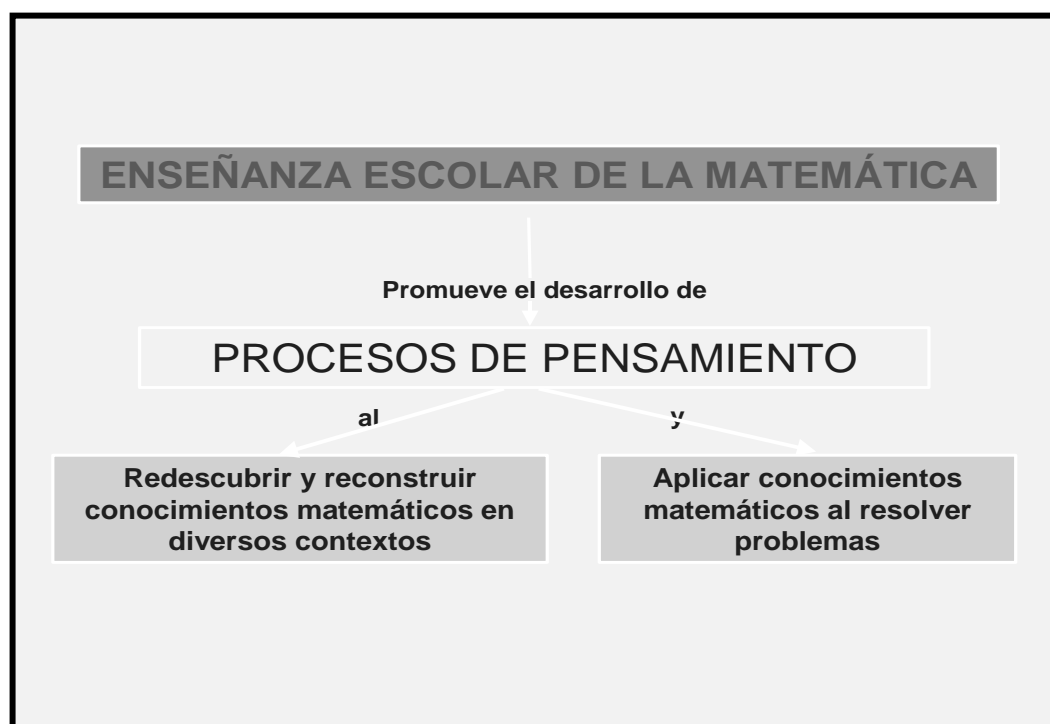 ENSEÑANZA ESCOLAR DE LA MATEMÁTICA
Promueve el desarrollo de
PROCESOS DE PENSAMIENTO
al
y
Redescubrir y reconstruir
conocimientos matemáticos en
diversos contextos
Aplicar conocimientos
matemáticos al resolver
problemas